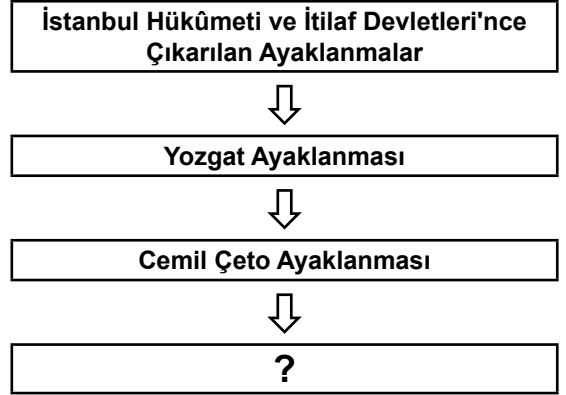 İstanbul Hükûmeti ve İtilaf Devletleri'nce
Çıkarılan Ayaklanmalar
Yozgat Ayaklanması
Cemil Çeto Ayaklanması
?